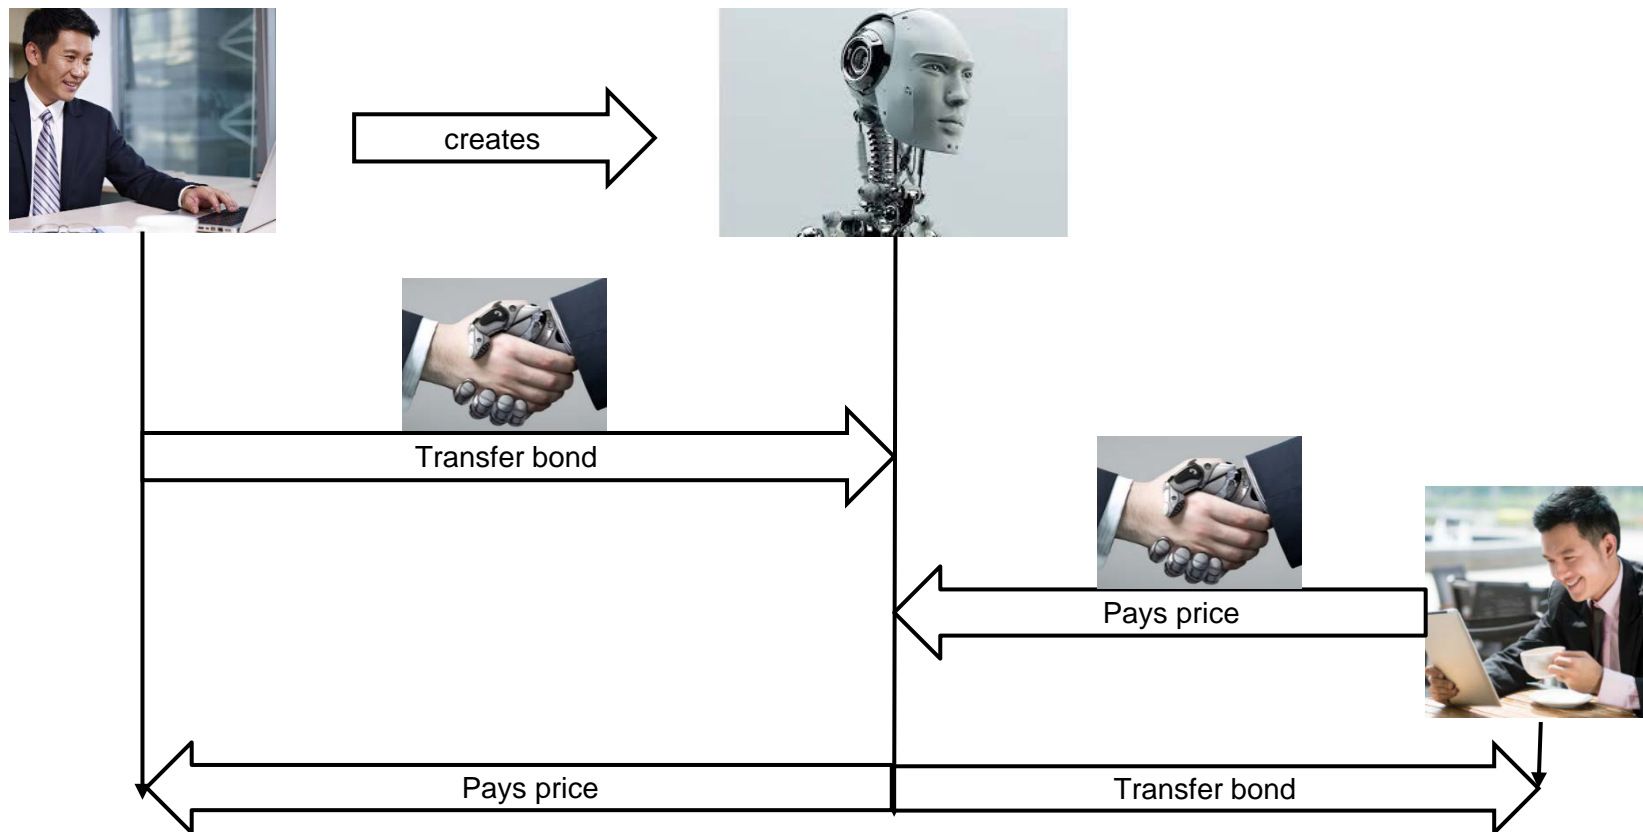 creates
Transfer bond
Pays price
Pays price
Transfer bond